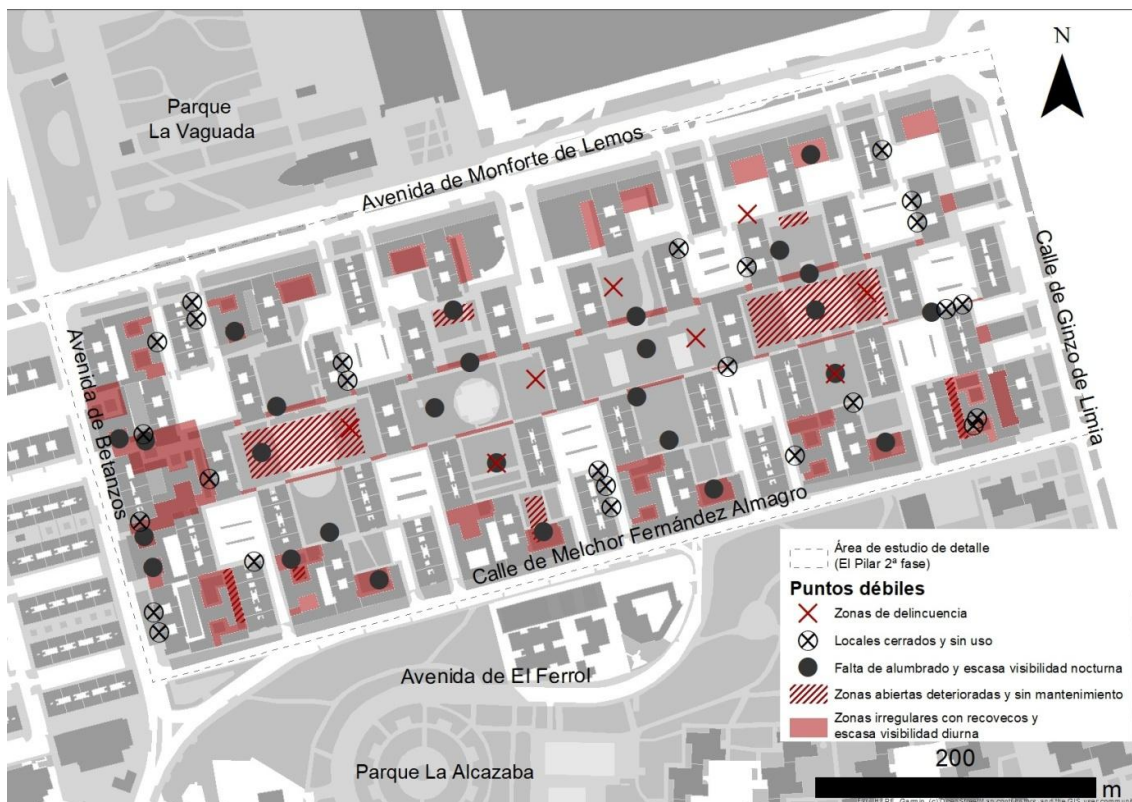 N
Parque
La Vaguada
Avenida de Monforte de Lemos
Avenida de Betanzos
Calle de Ginzo de Limia
Calle de Melchor Fernández Almagro
Avenida de El Ferrol
Parque La Alcazaba
Área de estudio de detalle
(El Pilar 2ª fase)
Puntos débiles
Zonas de delincuencia
Locales cerrados y sin uso
Falta de alumbrado y escasa visibilidad nocturna
Zonas abiertas deterioradas y sin mantenimiento
Zonas irregulares con recovecos y
escasa visibilidad diurna
200
m